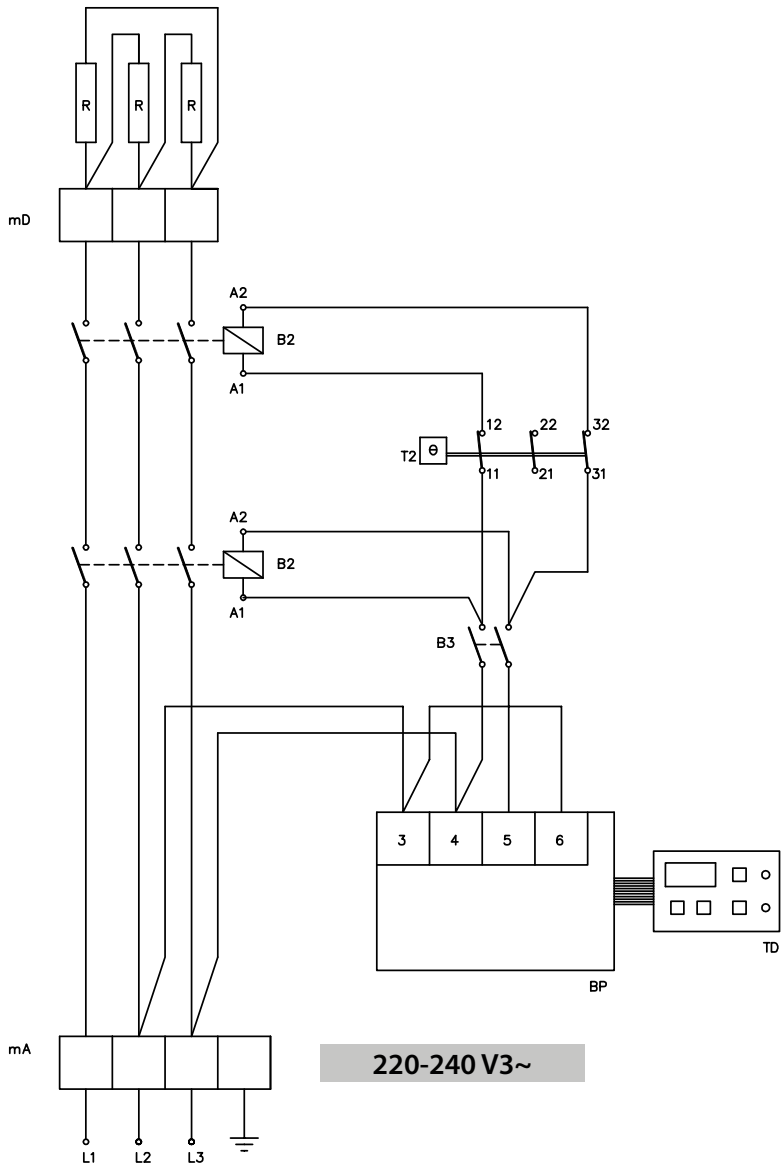 R R R
mD
A2
B2
A1
12 22 32
T2 θ
11 21 31
A2
B2
A1
B3
3 4 5 6
TD
BP
mA
220-240 V3~
L1 L2 L3